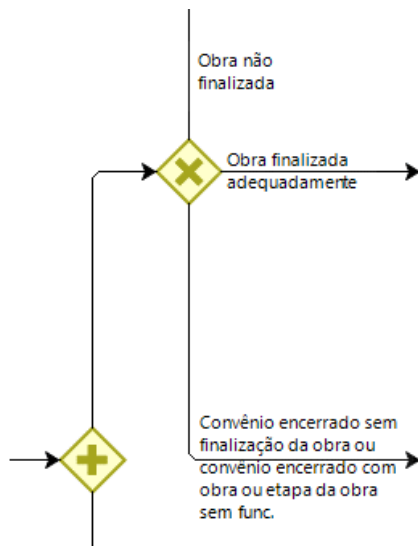 Obra não
finalizada
Obra finalizada
adequadamente
Convênio encerrado sem
finalização da obra ou
convênio encerrado com
obra ou etapa da obra
sem func.